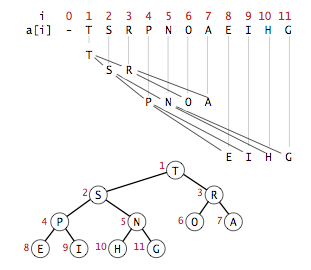 i 0 1 2 3 4 5 6 7 8 9 10 11
a[i] - T S R P N O A E I H G
T
S R
P N O A
E I H G
1 T
2 S 3 R
4 P 5 N 6 O 7 A
8 E 9 I 10 H 11 G